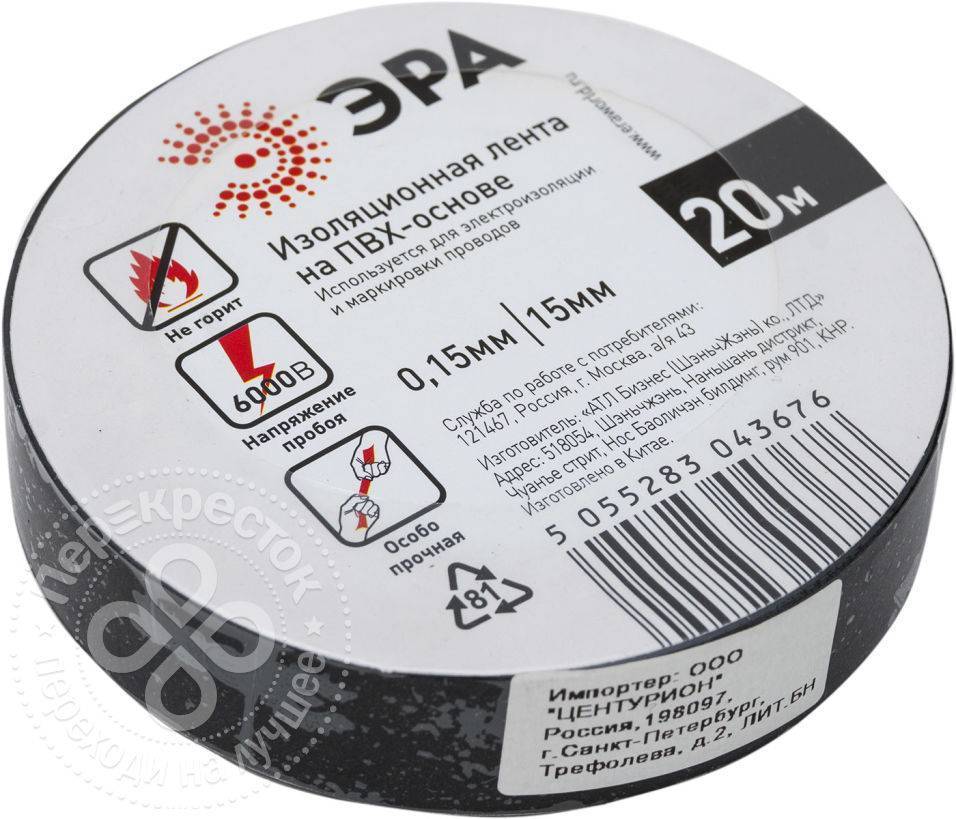 ЭРА
www.eraworld.ru
20м
Изоляционная лента
на ПВХ-основе
Используется для электроизоляции
и маркировки проводов
0,15мм | 15мм
Не горит
6000В
Напряжение
пробоя
Особо
прочная
Служба по работе с потребителями:
121467, Россия, г. Москва, а/я 43
Изготовитель: «АТЛ Бизнес (ШэньчЖэнь) ко., ЛТД»
Адрес: 518054, Шэньчжэнь, Наньшань дистрикт,
Чуанье стрит, Нос Баоличэн билдинг, рум 901, КНР.
Изготовлено в Китае.
5 055283 043676
81
Импортер: ООО
"ЦЕНТУРИОН"
Россия, 198097,
г.Санкт-Петербург,
Трефолева, д.2, ЛИТ.БН
Перекресток
переходи на лучшее